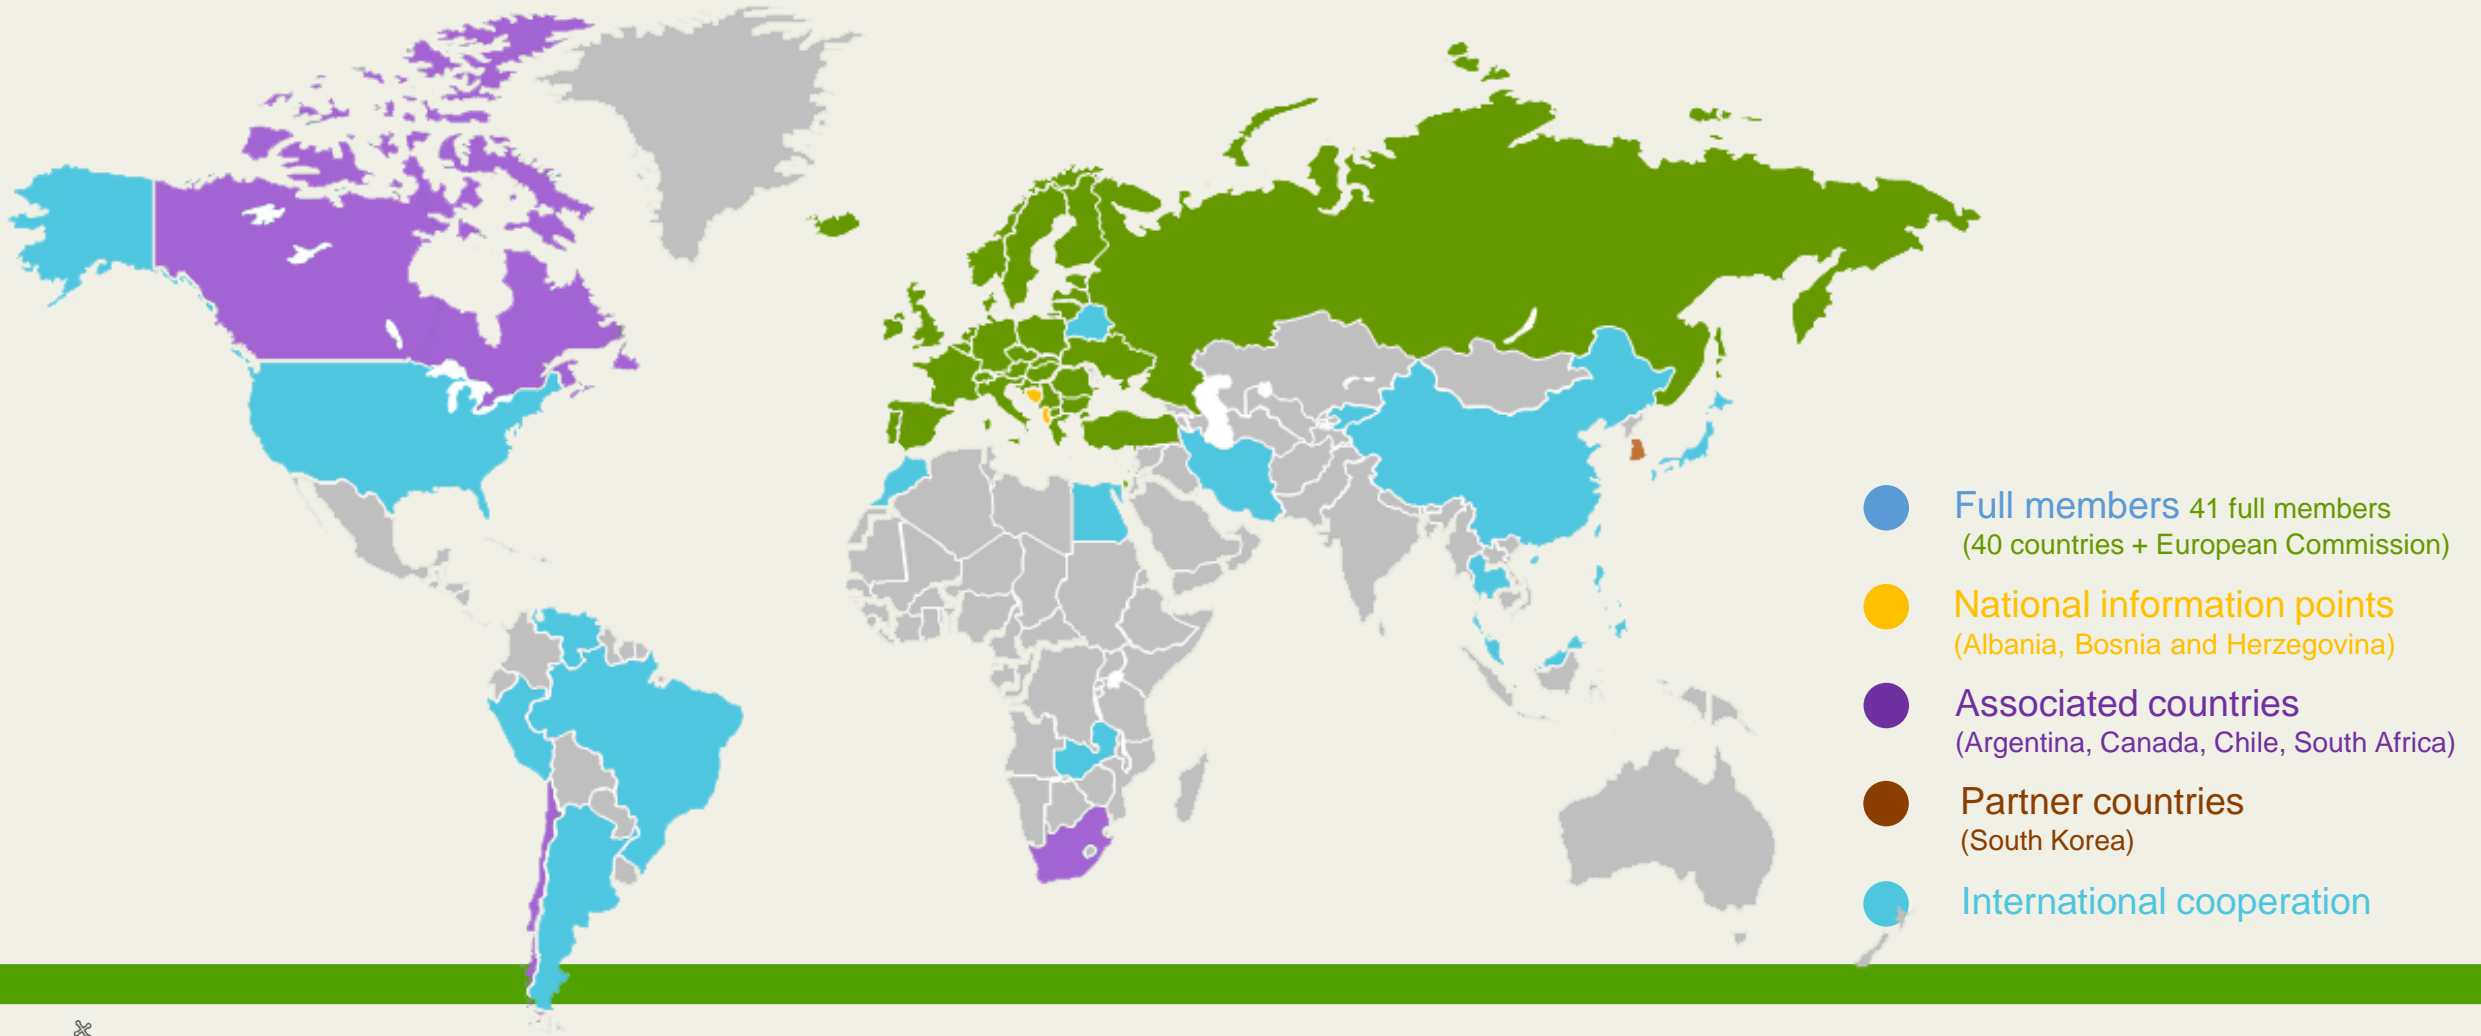 Full members 41 full members
(40 countries + European Commission)
National information points
(Albania, Bosnia and Herzegovina)
Associated countries
(Argentina, Canada, Chile, South Africa)
Partner countries
(South Korea)
International cooperation